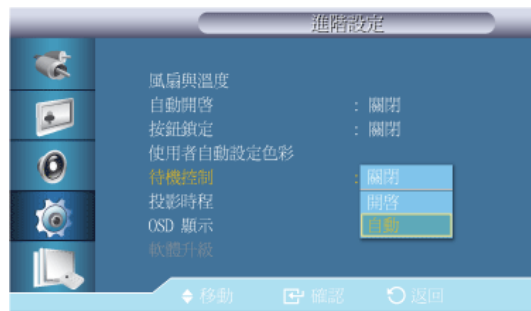 進階設定
風扇與溫度
自動開啓 : 關閉
按鈕鎖定 : 關閉
使用者自動設定色彩
待機控制 : 關閉
投影時程 開啓
OSD 顯示 自動
軟體升級
移動 確認 返回